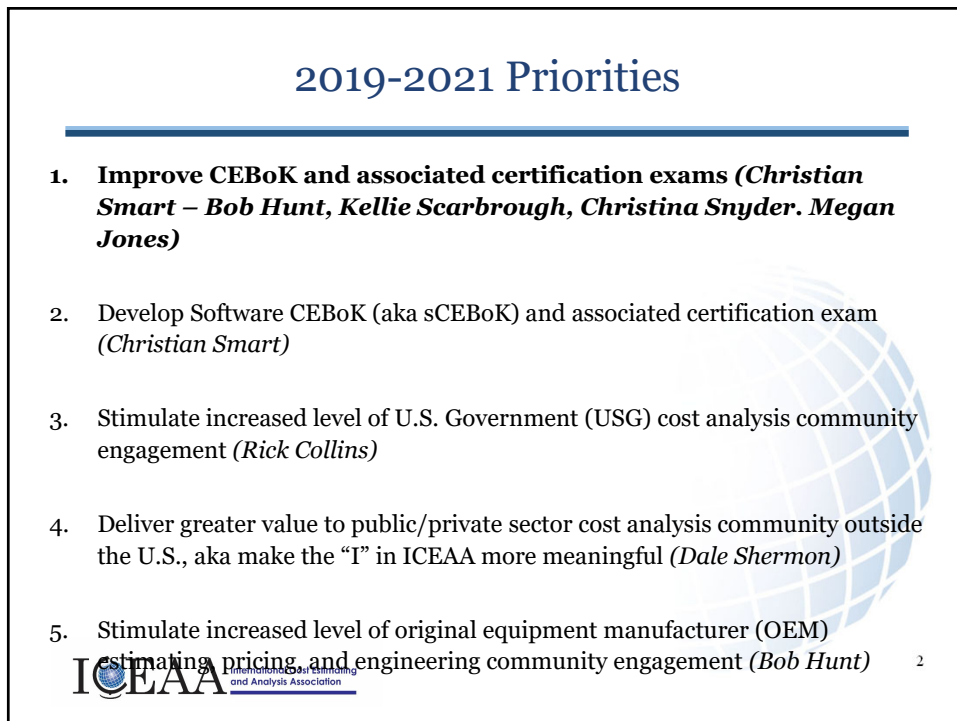 2019-2021 Priorities
1. Improve CEBoK and associated certification exams (Christian
Smart – Bob Hunt, Kellie Scarbrough, Christina Snyder. Megan
Jones)
2. Develop Software CEBoK (aka sCEBoK) and associated certification exam
(Christian Smart)
3. Stimulate increased level of U.S. Government (USG) cost analysis community
engagement (Rick Collins)
4. Deliver greater value to public/private sector cost analysis community outside
the U.S., aka make the “I” in ICEAA more meaningful (Dale Shermon)
5. Stimulate increased level of original equipment manufacturer (OEM)
estimating, pricing, and engineering community engagement (Bob Hunt)
2
ICEAA
International Cost Estimating
and Analysis Association